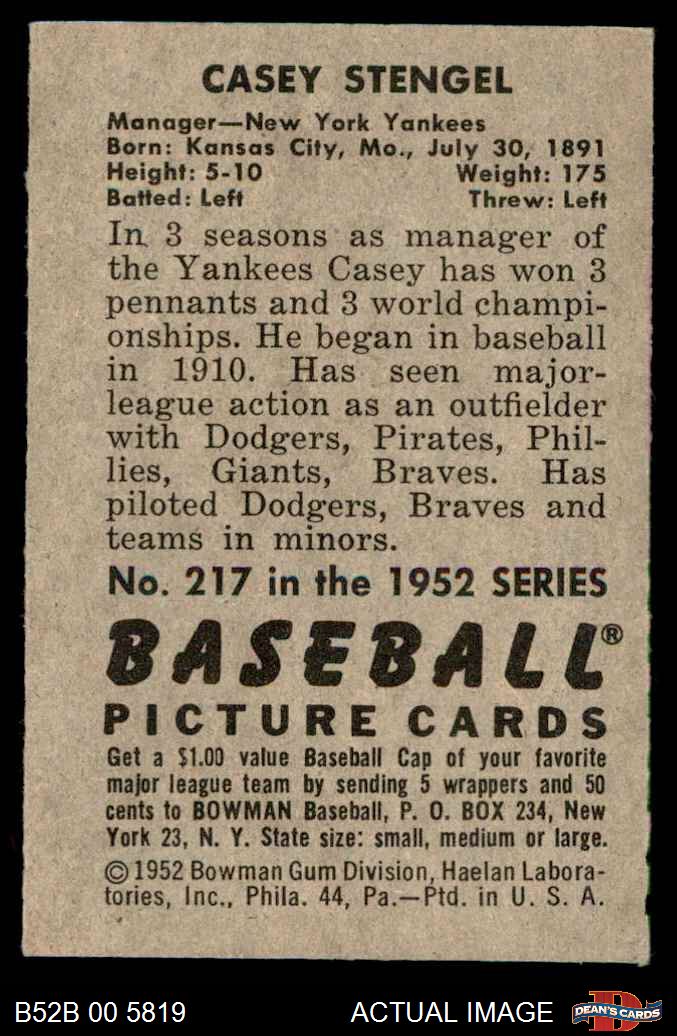 CASEY STENGEL
Manager—New York Yankees
Born: Kansas City, Mo., July 30, 1891
Height: 5-10 Weight: 175
Batted: Left Threw: Left
In 3 seasons as manager of
the Yankees Casey has won 3
pennants and 3 world champi-
onships. He began in baseball
in 1910. Has seen major-
league action as an outfielder
with Dodgers, Pirates, Phil-
lies, Giants, Braves. Has
piloted Dodgers, Braves and
teams in minors.
No. 217 in the 1952 SERIES
BASEBALL®
PICTURE CARDS
Get a $1.00 value Baseball Cap of your favorite
major league team by sending 5 wrappers and 50
cents to BOWMAN Baseball, P. O. BOX 234, New
York 23, N. Y. State size: small, medium or large.
© 1952 Bowman Gum Division, Haelan Labora-
tories, Inc., Phila. 44, Pa.—Ptd. in U. S. A.
B52B 00 5819 ACTUAL IMAGE DEAN'S CARDS